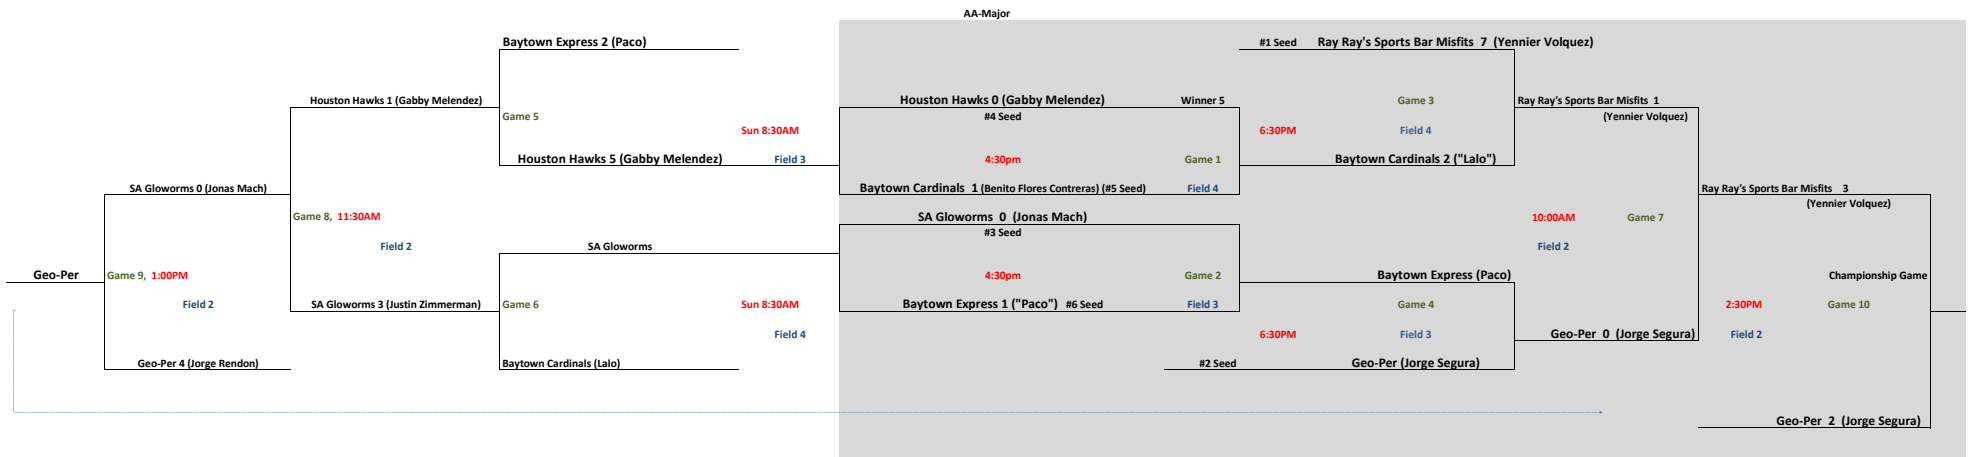 AA-Major
Baytown Express 2 (Paco)
#1 Seed Ray Ray's Sports Bar Misfits 7 (Yennier Volquez)
Houston Hawks 1 (Gabby Melendez)
Houston Hawks 0 (Gabby Melendez) Winner 5
Game 3
Ray Ray's Sports Bar Misfits 1
Game 5
#4 Seed
(Yennier Volquez)
Sun 8:30AM
6:30PM
Field 4
Houston Hawks 5 (Gabby Melendez) Field 3
4:30pm
Game 1
Baytown Cardinals 2 ("Lalo")
SA Gloworms 0 (Jonas Mach)
Baytown Cardinals 1 (Benito Flores Contreras) (#5 Seed)
Field 4
Ray Ray's Sports Bar Misfits 3
(Yennier Volquez)
Game 8, 11:30AM
SA Gloworms 0 (Jonas Mach)
10:00AM
Game 7
#3 Seed
Field 2
SA Gloworms
Field 2
Geo-Per
Game 9, 1:00PM
4:30pm
Game 2
Baytown Express (Paco)
Championship Game
Field 2
SA Gloworms 3 (Justin Zimmerman)
Game 6
Sun 8:30AM
Baytown Express 1 ("Paco") #6 Seed
Field 3
Game 4
2:30PM
Game 10
Field 4
6:30PM
Field 3
Geo-Per 0 (Jorge Segura)
Field 2
Geo-Per 4 (Jorge Rendon)
Baytown Cardinals (Lalo)
#2 Seed
Geo-Per (Jorge Segura)
Geo-Per 2 (Jorge Segura)